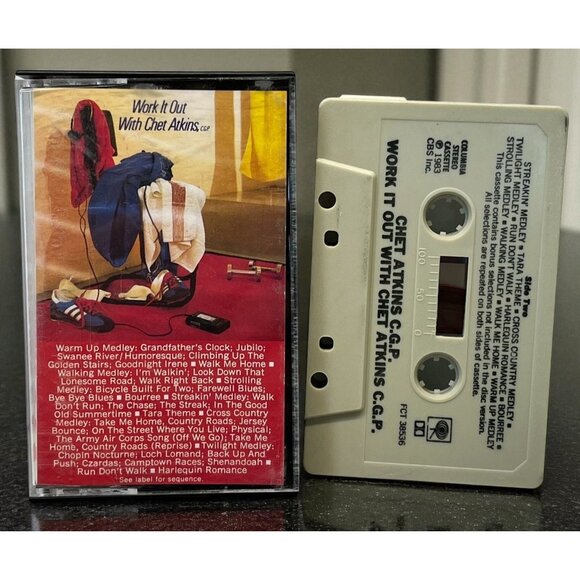 Work It Out
With Chet Atkins, C.G.P.
Warm Up Medley: Grandfather's Clock; Jubilo;
Swanee River/Humoresque; Climbing Up The
Golden Stairs; Goodnight Irene ■ Walk Me Home ■
Walking Medley: I'm Walkin'; Look Down That
Lonesome Road; Walk Right Back ■ Strolling
Medley: Bicycle Built For Two; Farewell Blues;
Bye Bye Blues ■ Bourree ■ Streakin' Medley: Walk
Don't Run; The Chase; The Streak; In The Good
Old Summertime ■ Tara Theme ■ Cross Country
Medley: Take Me Home, Country Roads; Jersey
Bounce; On The Street Where You Live; Physical;
The Army Air Corps Song (Off We Go); Take Me
Home, Country Roads (Reprise) ■ Twilight Medley:
Chopin Nocturne; Loch Lomand; Back Up And
Push; Czardas; Camptown Races; Shenandoah ■
Run Don't Walk ■ Harlequin Romance
See label for sequence.
Side Two
STREAKIN' MEDLEY ■ TARA THEME ■ CROSS COUNTRY MEDLEY ■
TWILIGHT MEDLEY ■ RUN DON'T WALK ■ HARLEQUIN ROMANCE ■ BOURREE ■
STROLLING MEDLEY ■ WALKING MEDLEY ■ WALK ME HOME ■ WARM UP MEDLEY
This cassette contains bonus selections not included in the disc version.
All selections are repeated on both sides of cassette.
COLUMBIA
STEREO
CASSETTE
℗ 1983
CBS Inc.
100 50 0
CHET ATKINS C.G.P.
WORK IT OUT WITH CHET ATKINS C.G.P.
FCT 38536